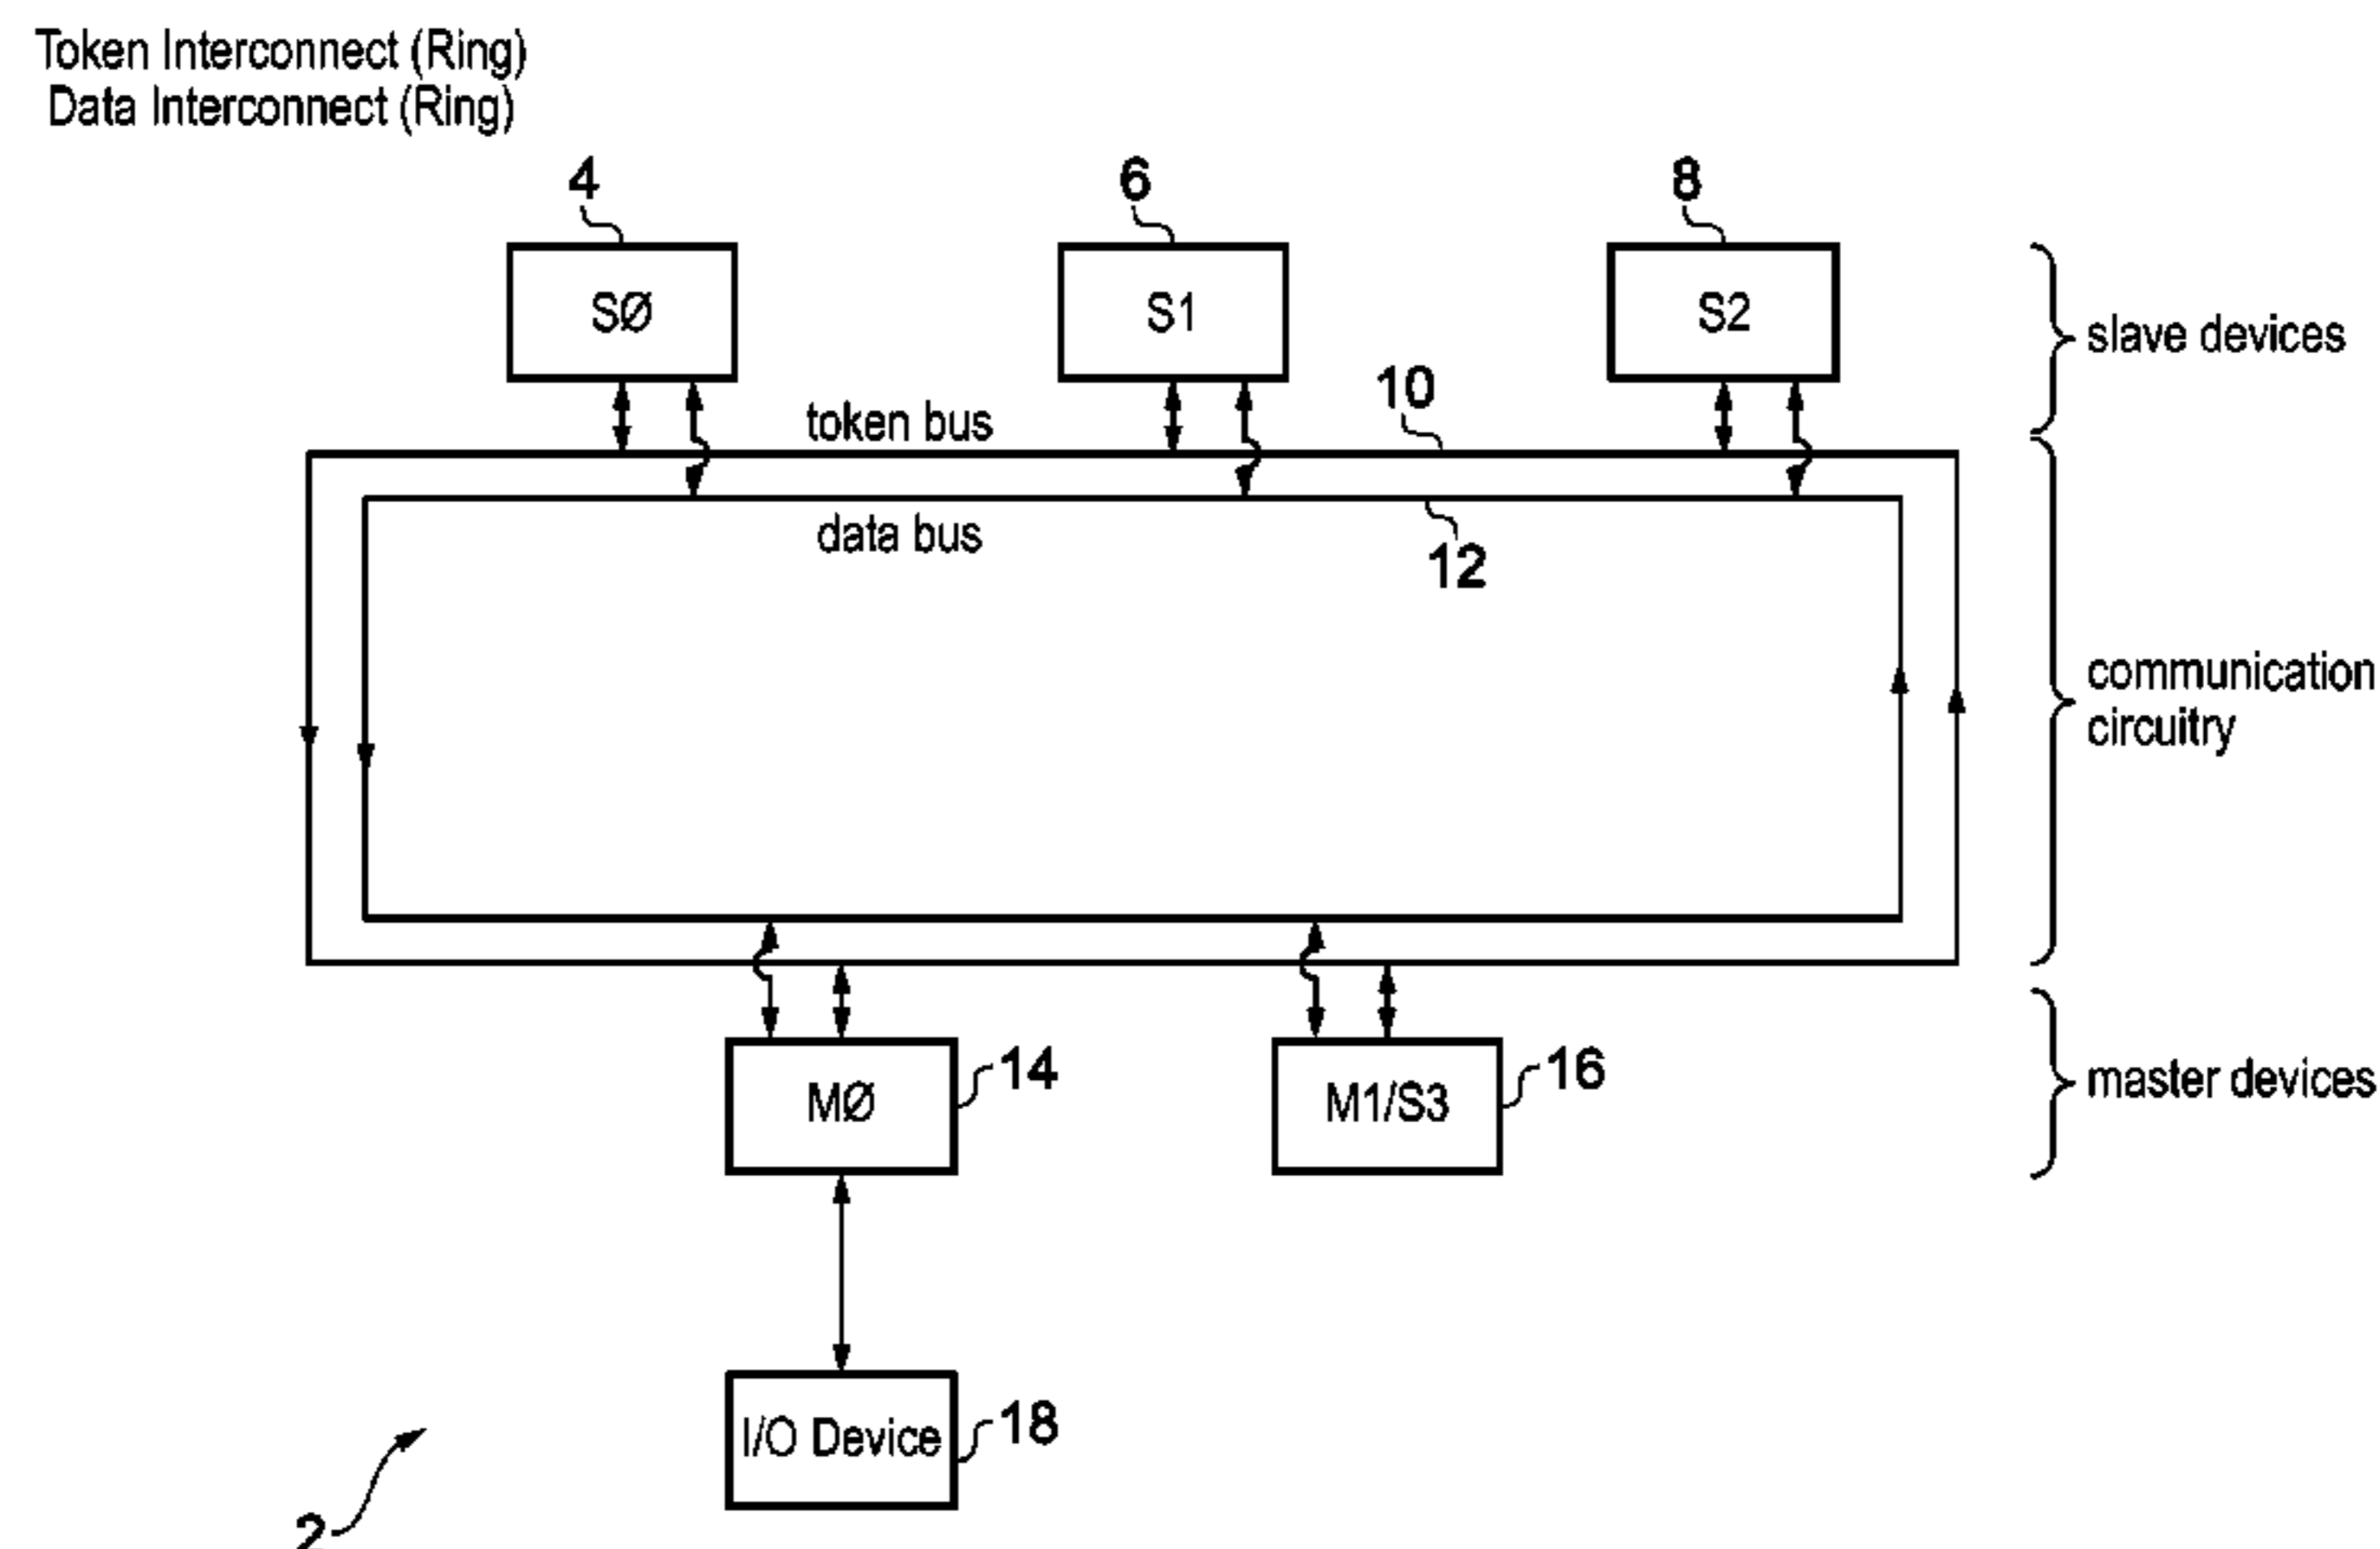 Token Interconnect (Ring)
Data Interconnect (Ring)
4
6
8
SØ
S1
S2
slave devices
token bus
10
data bus
12
communication
circuitry
MØ
14
M1/S3
16
master devices
I/O Device
18
2